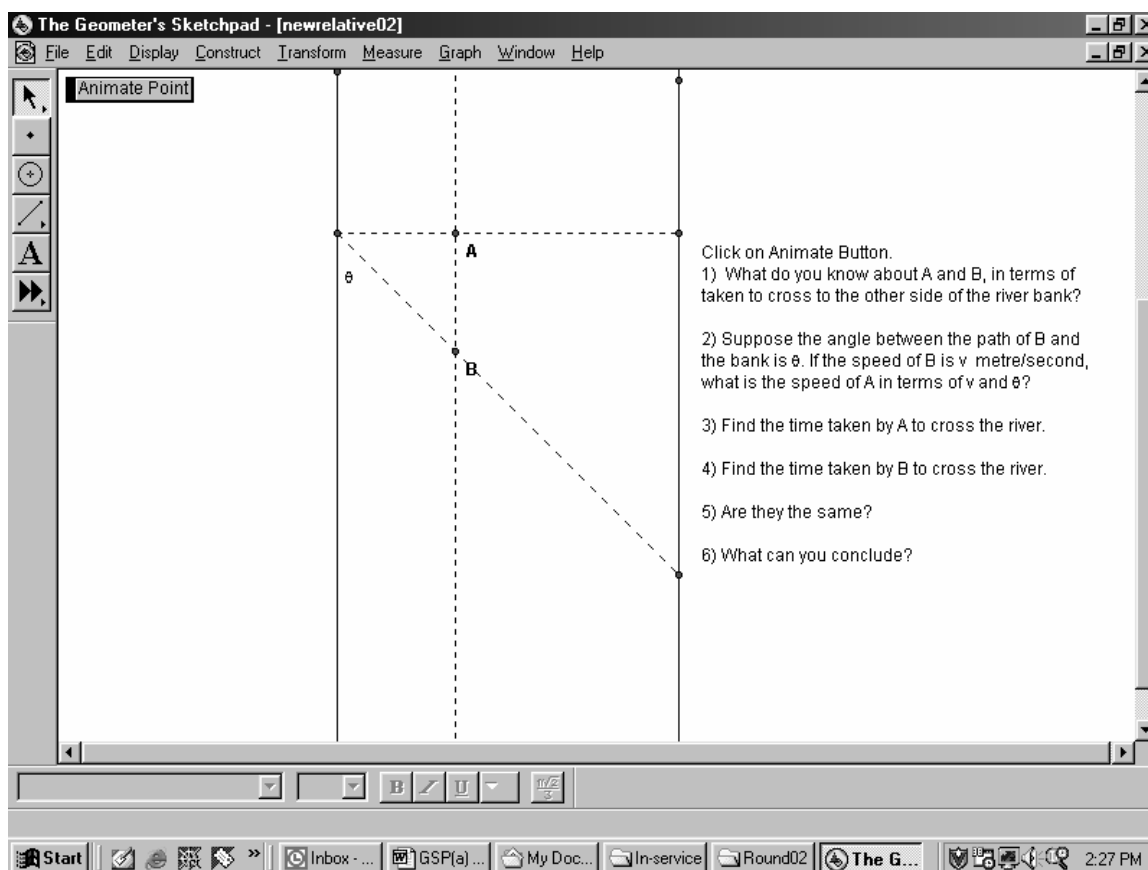 The Geometer's Sketchpad - [newrelative02]
File Edit Display Construct Transform Measure Graph Window Help
Animate Point
A
A
θ
B
Click on Animate Button.
1) What do you know about A and B, in terms of
taken to cross to the other side of the river bank?
2) Suppose the angle between the path of B and
the bank is θ. If the speed of B is v metre/second,
what is the speed of A in terms of v and θ?
3) Find the time taken by A to cross the river.
4) Find the time taken by B to cross the river.
5) Are they the same?
6) What can you conclude?
B I U
Start » Inbox - ... GSP(a) ... My Doc... In-service Round02 The G... 2:27 PM